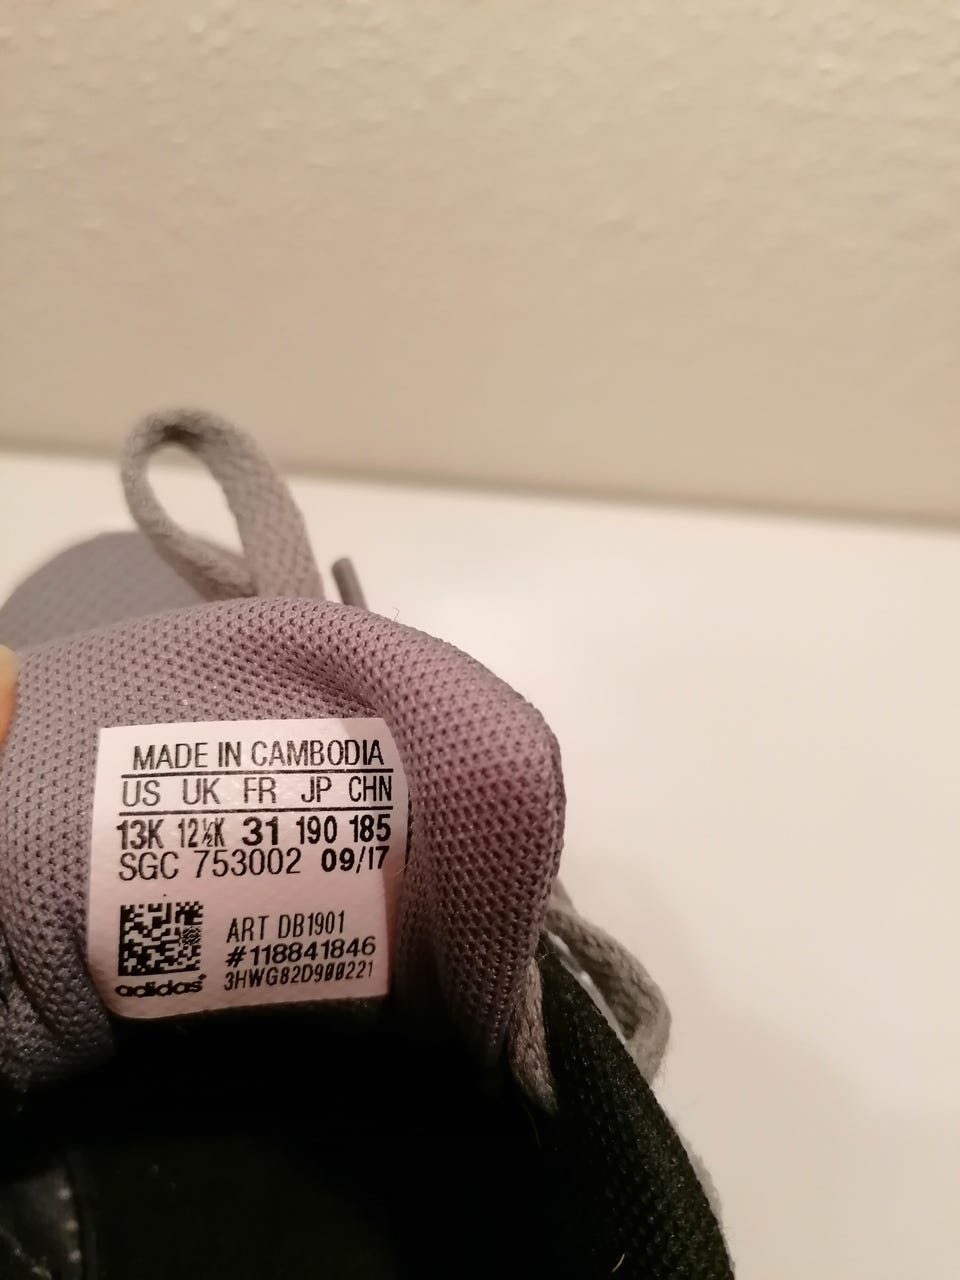 MADE IN CAMBODIA
US UK FR JP CHN
13K 12½K 31 190 185
SGC 753002 09/17
ART DB1901
#118841846
3HWG82D900221
adidas